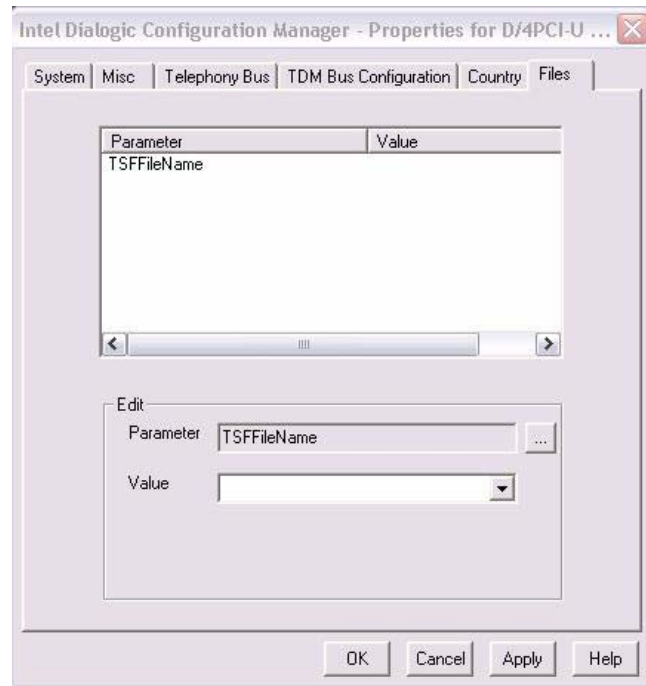 Intel Dialogic Configuration Manager - Properties for D/4PCI-U ...
System Misc Telephony Bus TDM Bus Configuration Country Files
Parameter Value
TSFFileName
Edit
Parameter TSFFileName ...
Value
OK Cancel Apply Help